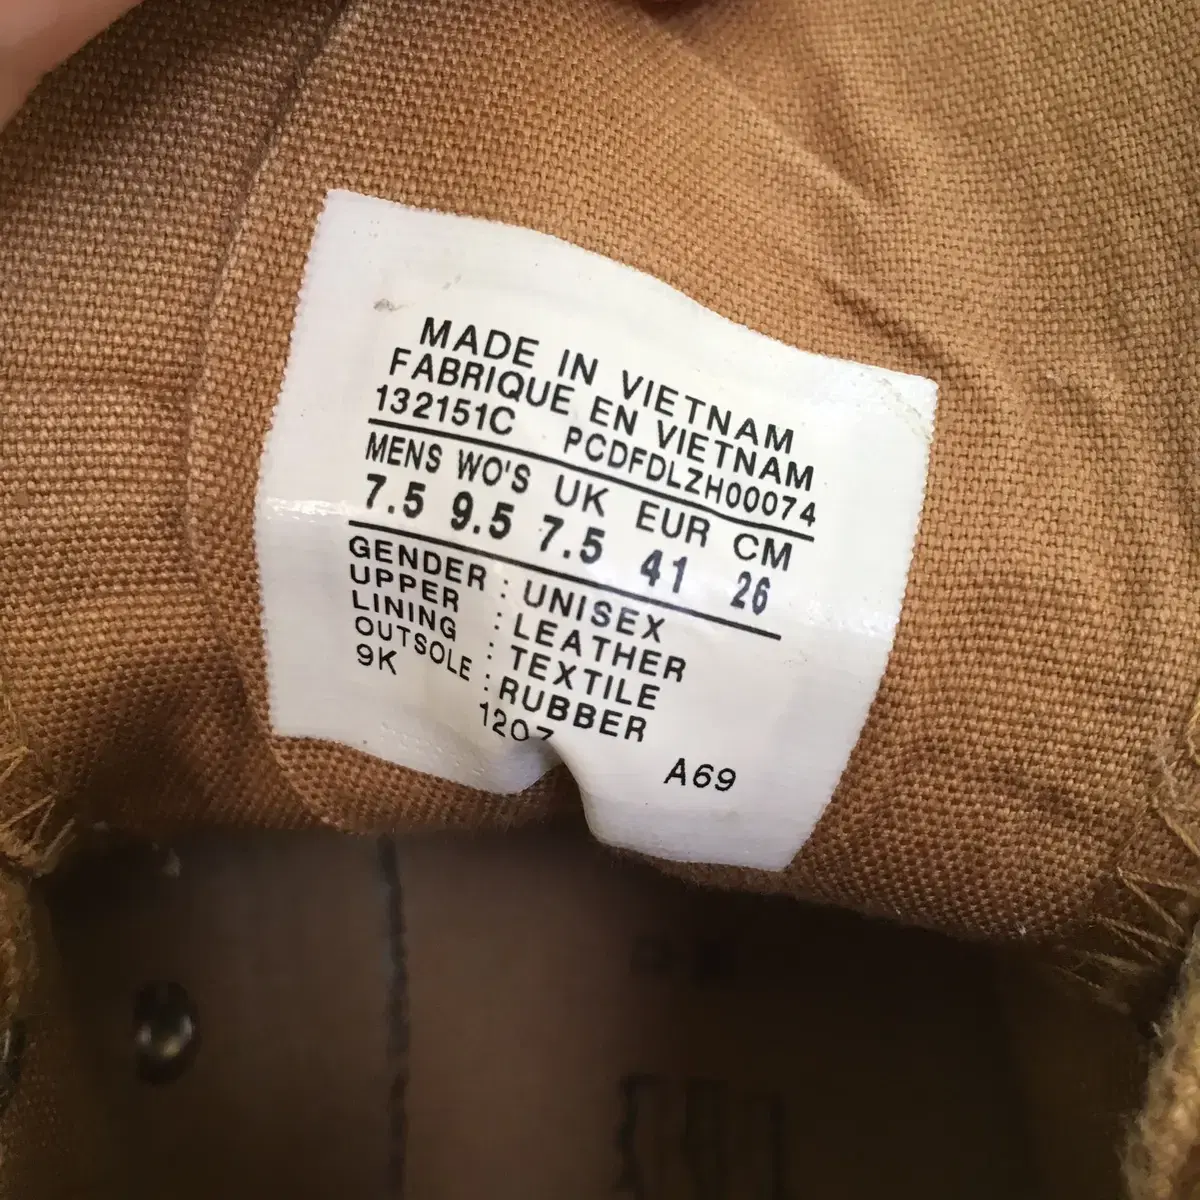 MADE IN VIETNAM
FABRIQUE EN VIETNAM
132151C PCDFDLZH00074
MENS WO'S UK EUR CM
7.5 9.5 7.5 41 26
GENDER : UNISEX
UPPER : LEATHER
LINING : TEXTILE
OUTSOLE : RUBBER
9K 1207 A69